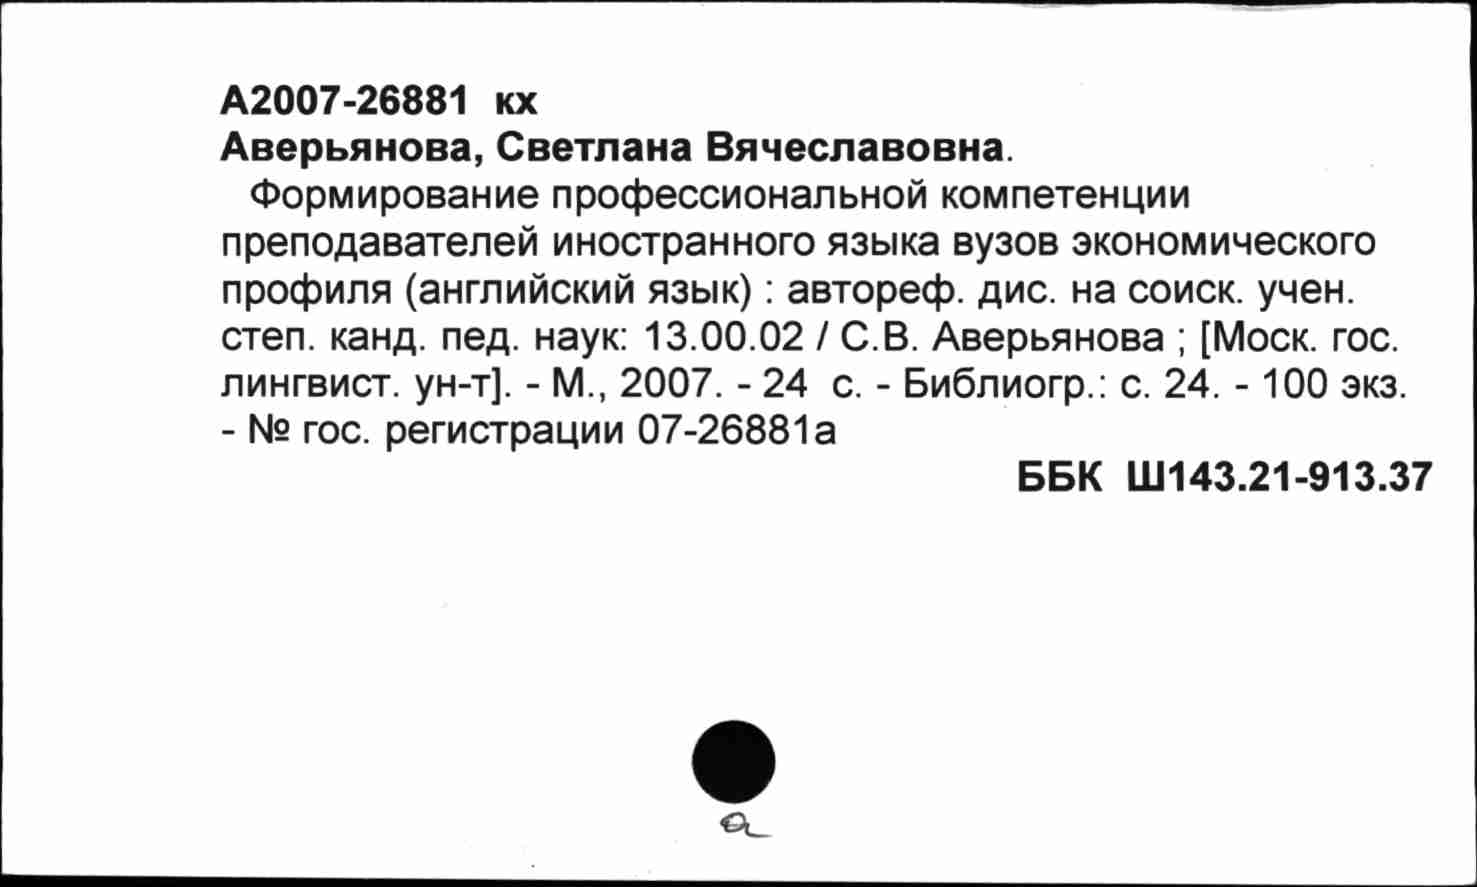 А2007-26881 кх
Аверьянова, Светлана Вячеславовна.
Формирование профессиональной компетенции
преподавателей иностранного языка вузов экономического
профиля (английский язык) : автореф. дис. на соиск. учен.
степ. канд. пед. наук: 13.00.02 / С.В. Аверьянова ; [Моск. гос.
лингвист. ун-т]. - М., 2007. - 24 с. - Библиогр.: с. 24. - 100 экз.
- № гос. регистрации 07-26881а
ББК Ш143.21-913.37